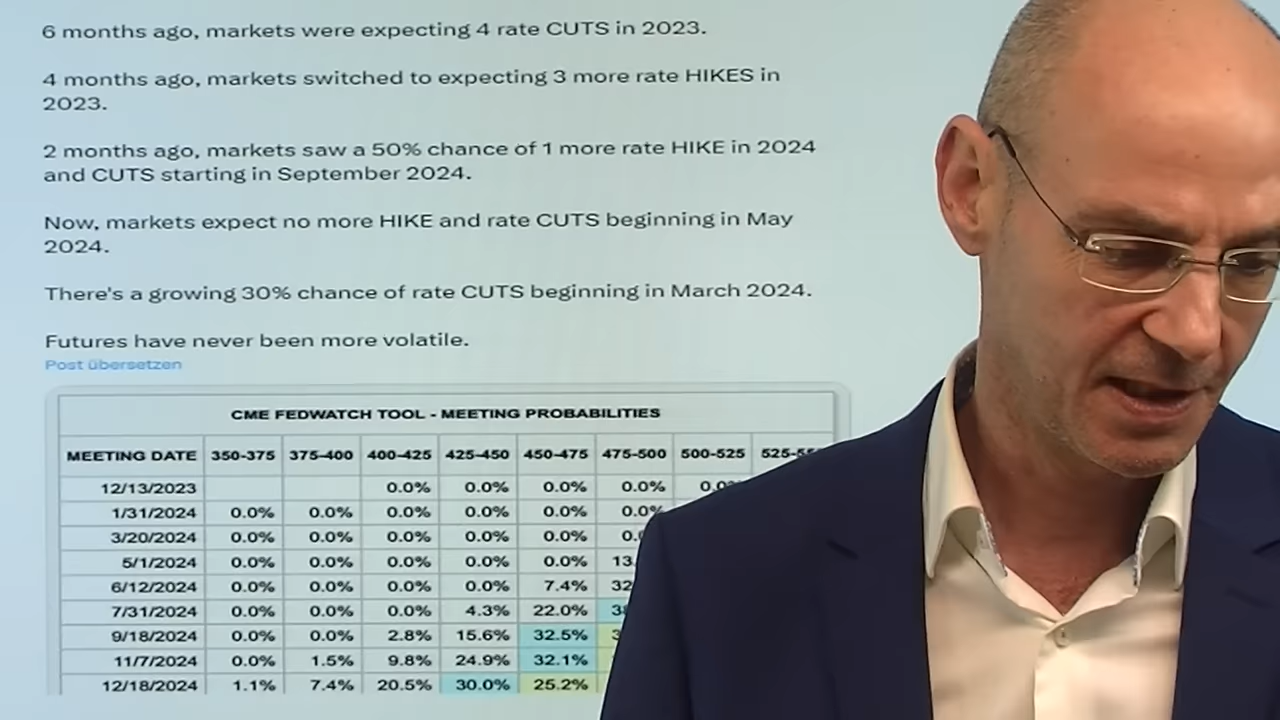 6 months ago, markets were expecting 4 rate CUTS in 2023.
4 months ago, markets switched to expecting 3 more rate HIKES in
2023.
2 months ago, markets saw a 50% chance of 1 more rate HIKE in 2024
and CUTS starting in September 2024.
Now, markets expect no more HIKE and rate CUTS beginning in May
2024.
There's a growing 30% chance of rate CUTS beginning in March 2024.
Futures have never been more volatile.
Post übersetzen
CME FEDWATCH TOOL - MEETING PROBABILITIES
MEETING DATE 350-375 375-400 400-425 425-450 450-475 475-500 500-525
12/13/2023 0.0% 0.0% 0.0% 0.0%
1/31/2024 0.0% 0.0% 0.0% 0.0% 0.0% 0.0%
3/20/2024 0.0% 0.0% 0.0% 0.0% 0.0%
5/1/2024 0.0% 0.0% 0.0% 0.0% 0.0%
6/12/2024 0.0% 0.0% 0.0% 0.0% 7.4%
7/31/2024 0.0% 0.0% 0.0% 4.3% 22.0%
9/18/2024 0.0% 0.0% 2.8% 15.6% 32.5%
11/7/2024 0.0% 1.5% 9.8% 24.9% 32.1%
12/18/2024 1.1% 7.4% 20.5% 30.0% 25.2%